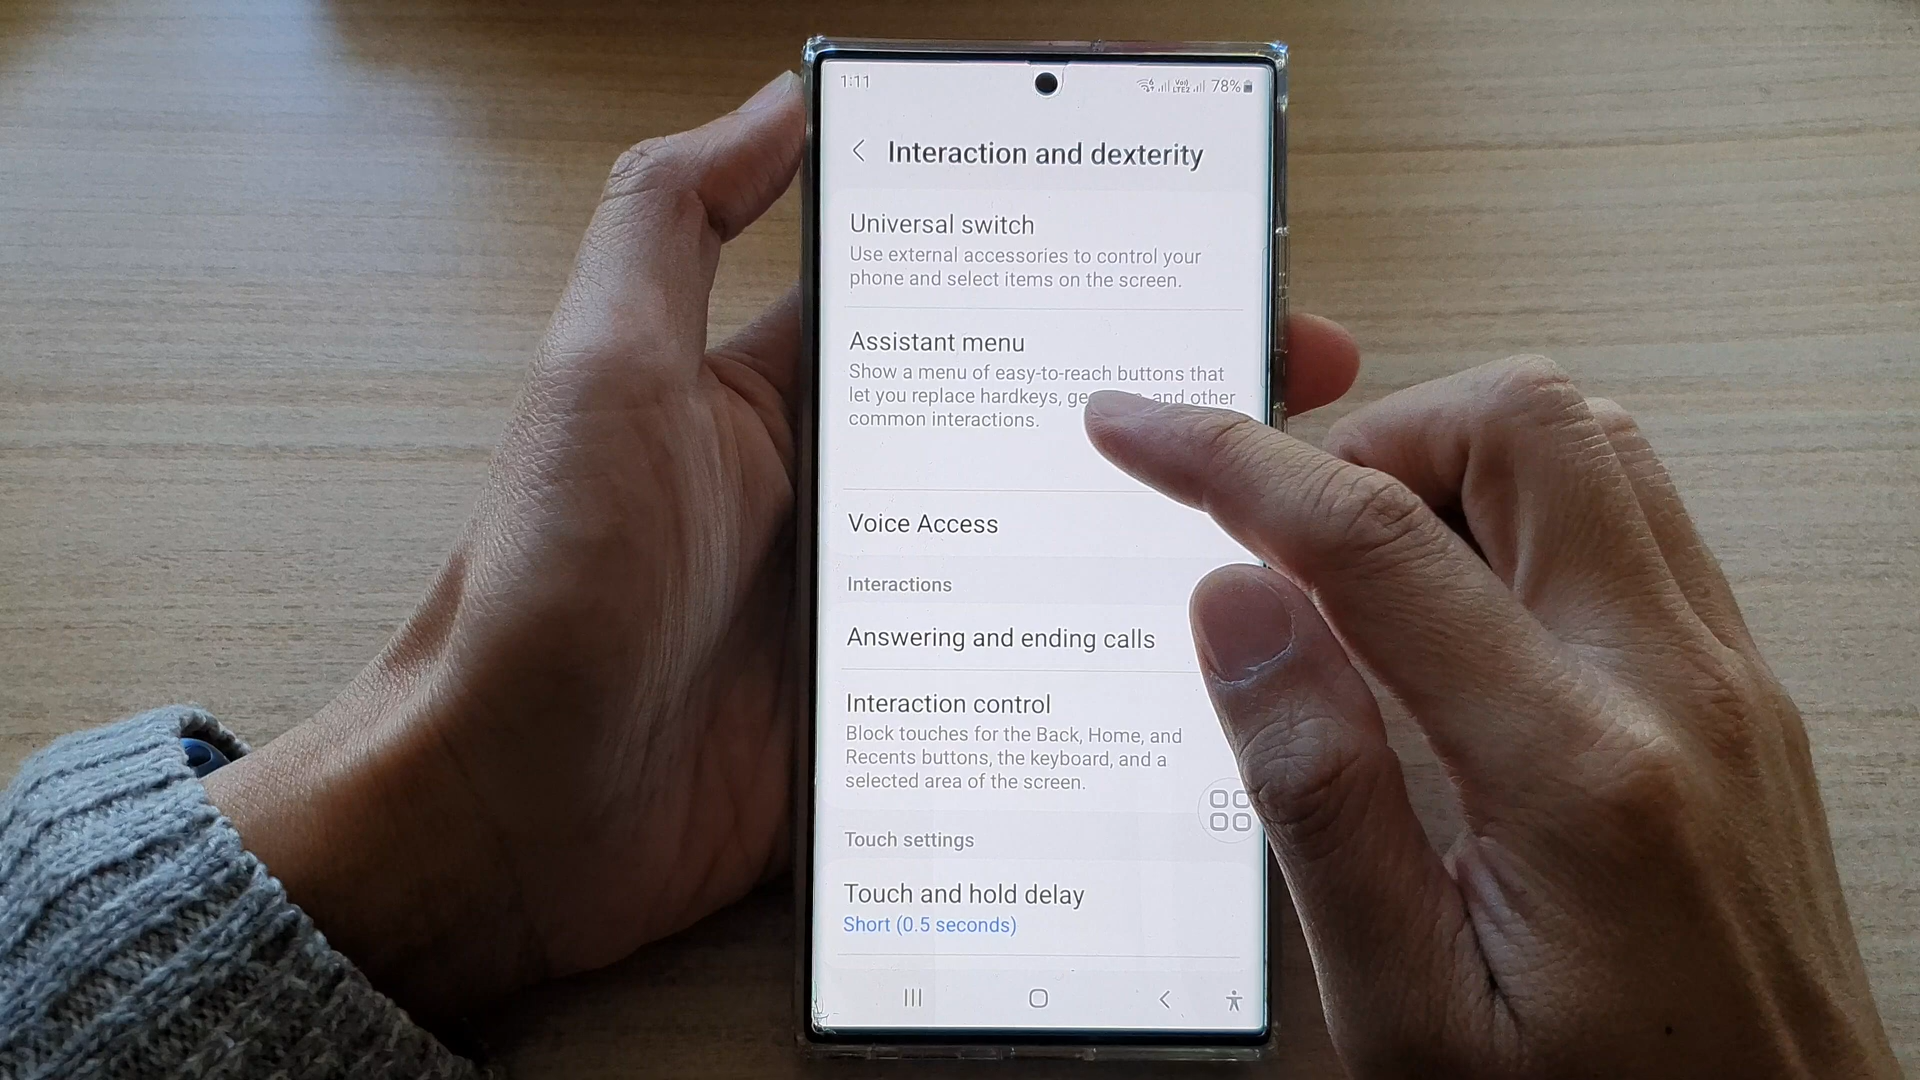 1:11
78%
Interaction and dexterity
Universal switch
Use external accessories to control your
phone and select items on the screen.
Assistant menu
Show a menu of easy-to-reach buttons that
let you replace hardkeys, and other
common interactions.
Voice Access
Interactions
Answering and ending calls
Interaction control
Block touches for the Back, Home, and
Recents buttons, the keyboard, and a
selected area of the screen.
Touch settings
Touch and hold delay
Short (0.5 seconds)